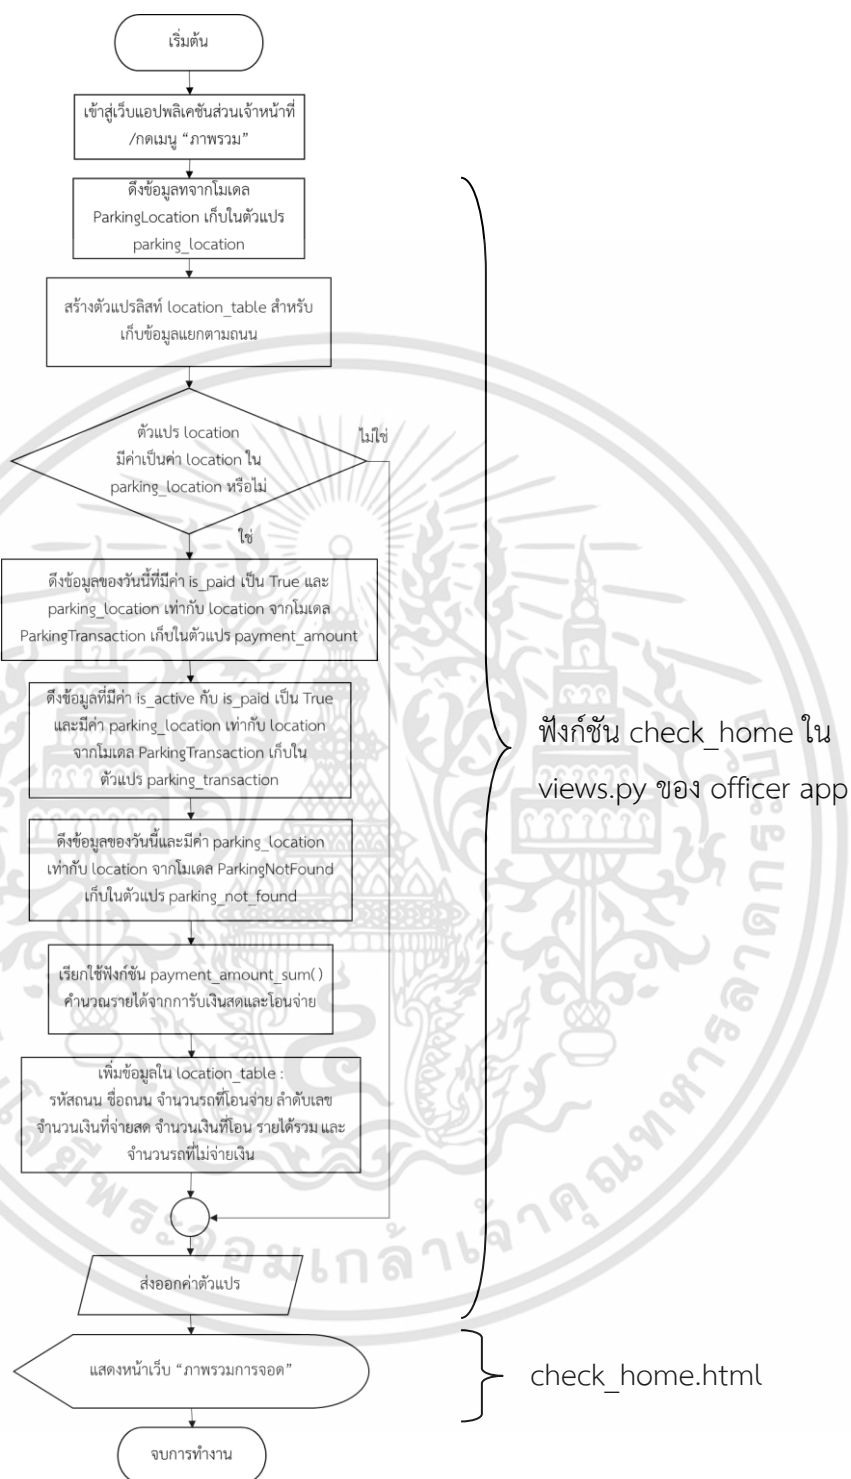 เริ่มต้น
เข้าสู่เว็บแอปพลิเคชันส่วนเจ้าหน้าที่
/กดเมนู “ภาพรวม”
ดึงข้อมูลทจากโมเดล
ParkingLocation เก็บในตัวแปร
parking_location
สร้างตัวแปรลิสท์ location_table สำหรับ
เก็บข้อมูลแยกตามถนน
ตัวแปร location
มีค่าเป็นค่า location ใน
parking_location หรือไม่
ไม่ใช่
ใช่
ดึงข้อมูลของวันนี้ที่มีค่า is_paid เป็น True และ
parking_location เท่ากับ location จากโมเดล
ParkingTransaction เก็บในตัวแปร payment_amount
ดึงข้อมูลที่มีค่า is_active กับ is_paid เป็น True
และมีค่า parking_location เท่ากับ location
จากโมเดล ParkingTransaction เก็บใน
ตัวแปร parking_transaction
ดึงข้อมูลของวันนี้และมีค่า parking_location
เท่ากับ location จากโมเดล ParkingNotFound
เก็บในตัวแปร parking_not_found
เรียกใช้ฟังก์ชัน payment_amount_sum()
คำนวณรายได้จากการับเงินสดและโอนจ่าย
เพิ่มข้อมูลใน location_table :
รหัสถนน ชื่อถนน จำนวนรถที่โอนจ่าย ลำดับเลข
จำนวนเงินที่จ่ายสด จำนวนเงินที่โอน รายได้รวม และ
จำนวนรถที่ไม่จ่ายเงิน
ส่งออกค่าตัวแปร
แสดงหน้าเว็บ “ภาพรวมการจอด”
จบการทำงาน
ฟังก์ชัน check_home ใน
views.py ของ officer app
check_home.html